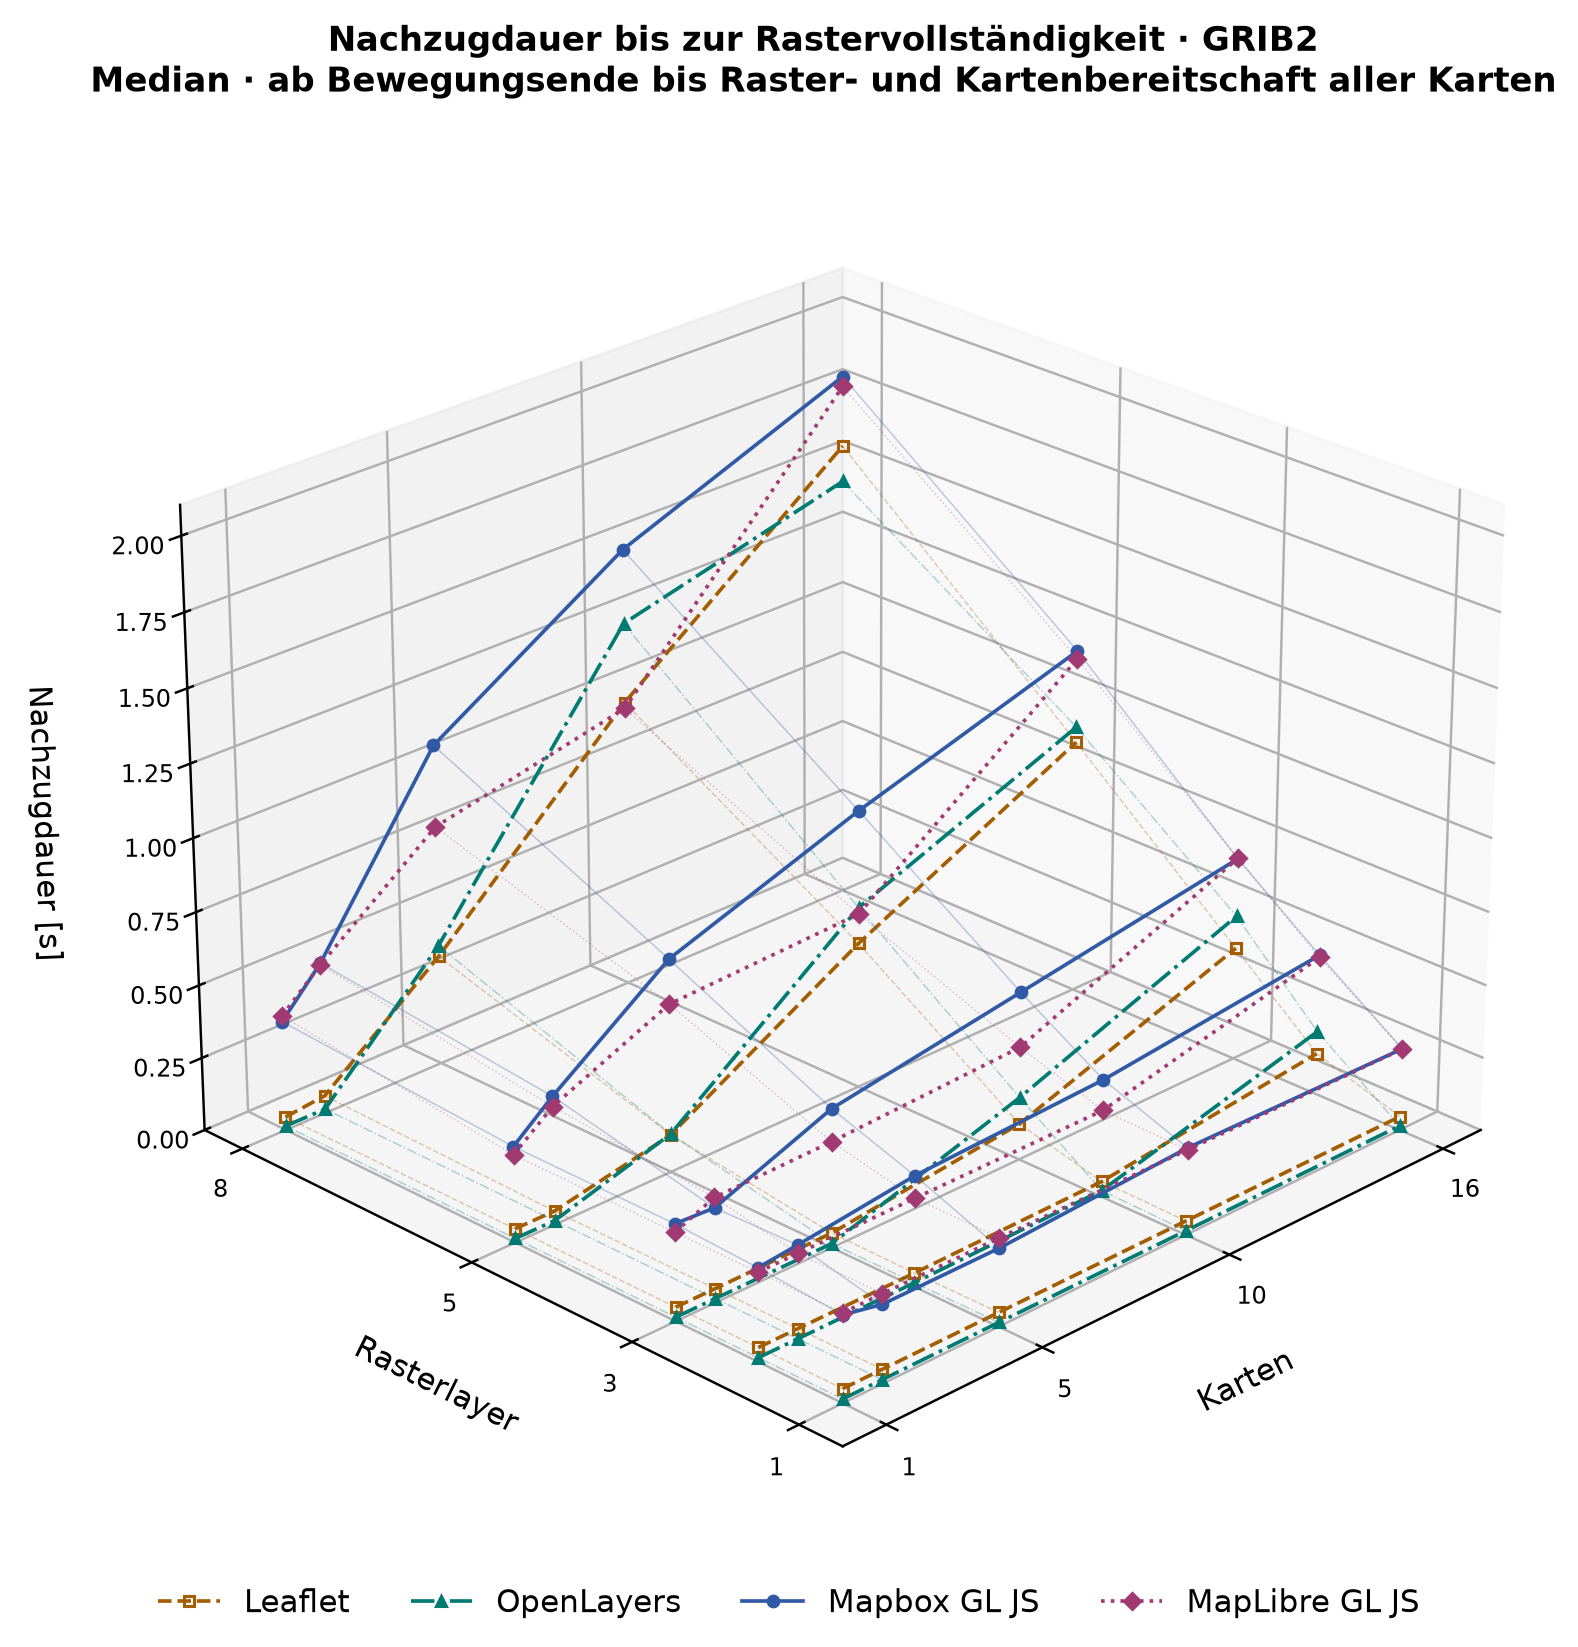 Nachzugdauer bis zur Rastervollständigkeit · GRIB2
Median · ab Bewegungsende bis Raster- und Kartenbereitschaft aller Karten
2.00
1.75
1.50
1.25
1.00
0.75
0.50
0.25
0.00
Nachzugdauer [s]
8
5
3
1
Rasterlayer
1
5
10
16
Karten
Leaflet
OpenLayers
Mapbox GL JS
MapLibre GL JS